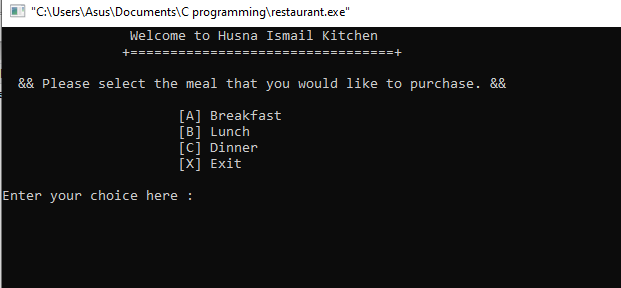 "C:\Users\Asus\Documents\C programming\restaurant.exe"
Welcome to Husna Ismail Kitchen
+=================================+
&& Please select the meal that you would like to purchase. &&
[A] Breakfast
[B] Lunch
[C] Dinner
[X] Exit
Enter your choice here :